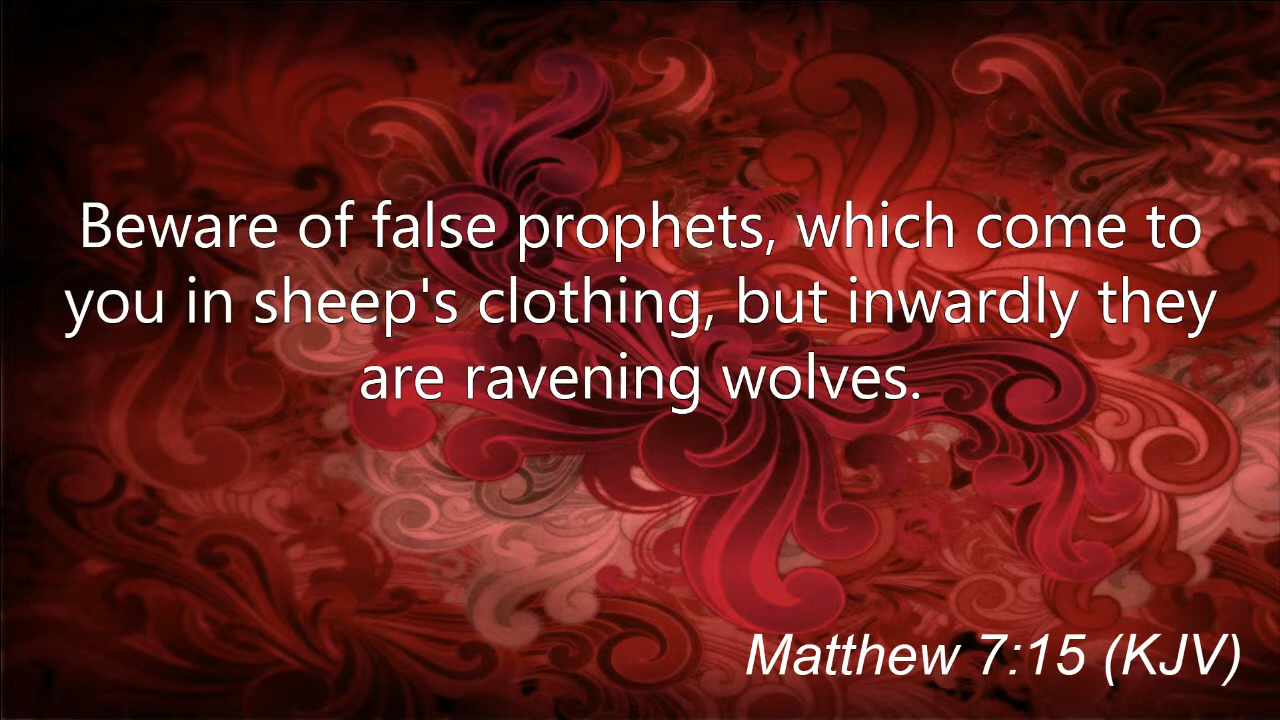 Beware of false prophets, which come to
you in sheep's clothing, but inwardly they
are ravening wolves.
Matthew 7:15 (KJV)